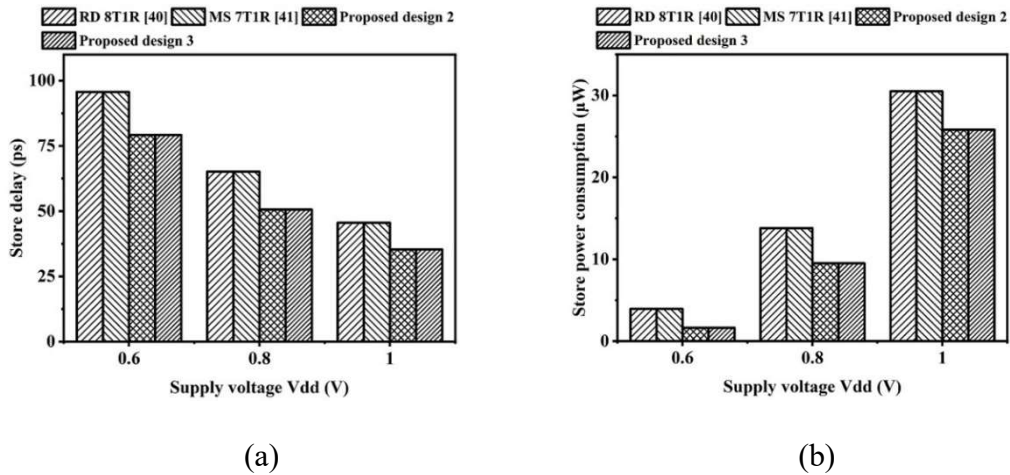 RD 8T1R [40] MS 7T1R [41] Proposed design 2
Proposed design 3
100
75
50
25
0
Store delay (ps)
0.6 0.8 1
Supply voltage Vdd (V)
(a)
RD 8T1R [40] MS 7T1R [41] Proposed design 2
Proposed design 3
30
20
10
0
Store power consumption (μW)
0.6 0.8 1
Supply voltage Vdd (V)
(b)